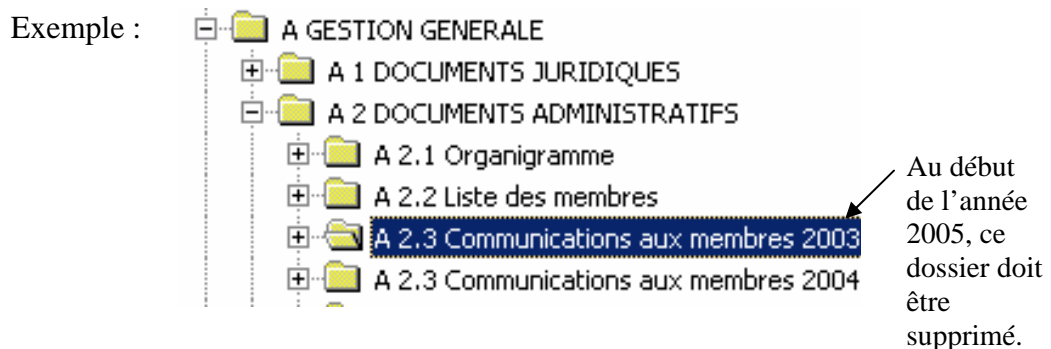 Exemple :
A GESTION GENERALE
A 1 DOCUMENTS JURIDIQUES
A 2 DOCUMENTS ADMINISTRATIFS
A 2.1 Organigramme
A 2.2 Liste des membres
A 2.3 Communications aux membres 2003
A 2.3 Communications aux membres 2004
Au début
de l’année
2005, ce
dossier doit
être
supprimé.